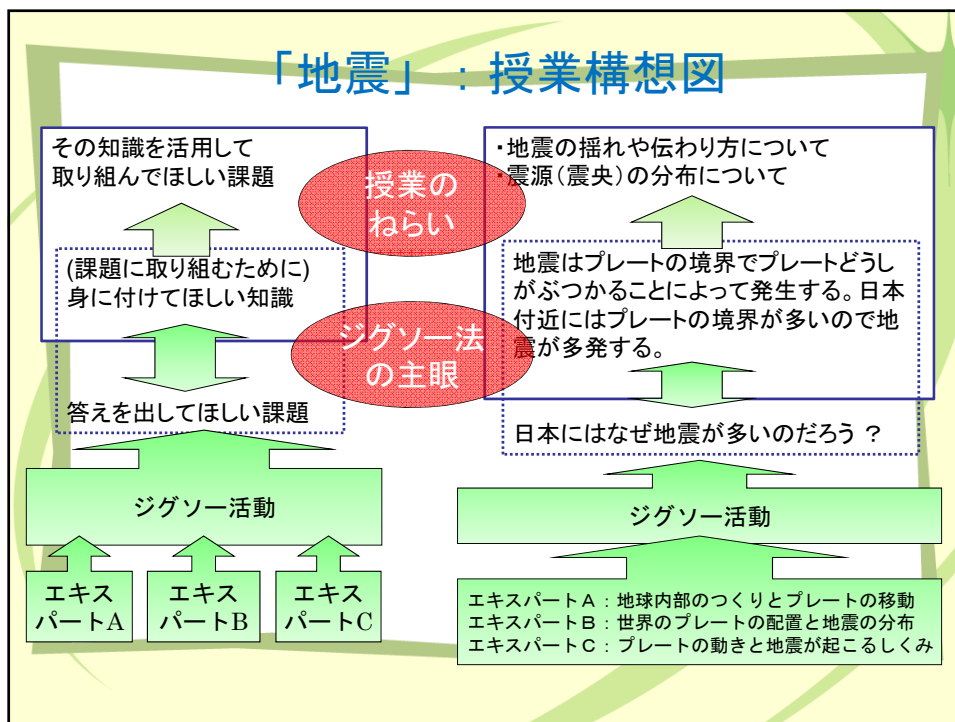 「地震」：授業構想図
その知識を活用して
取り組んでほしい課題
(課題に取り組むために)
身に付けてほしい知識
答えを出してほしい課題
ジグソー活動
エキス
パートA
エキス
パートB
エキス
パートC
授業の
ねらい
ジグソー法
の主眼
・地震の揺れや伝わり方について
・震源（震央）の分布について
地震はプレートの境界でプレートどうし
がぶつかることによって発生する。日本
付近にはプレートの境界が多いので地
震が多発する。
日本にはなぜ地震が多いのだろう？
ジグソー活動
エキスパートＡ：地球内部のつくりとプレートの移動
エキスパートＢ：世界のプレートの配置と地震の分布
エキスパートＣ：プレートの動きと地震が起こるしくみ